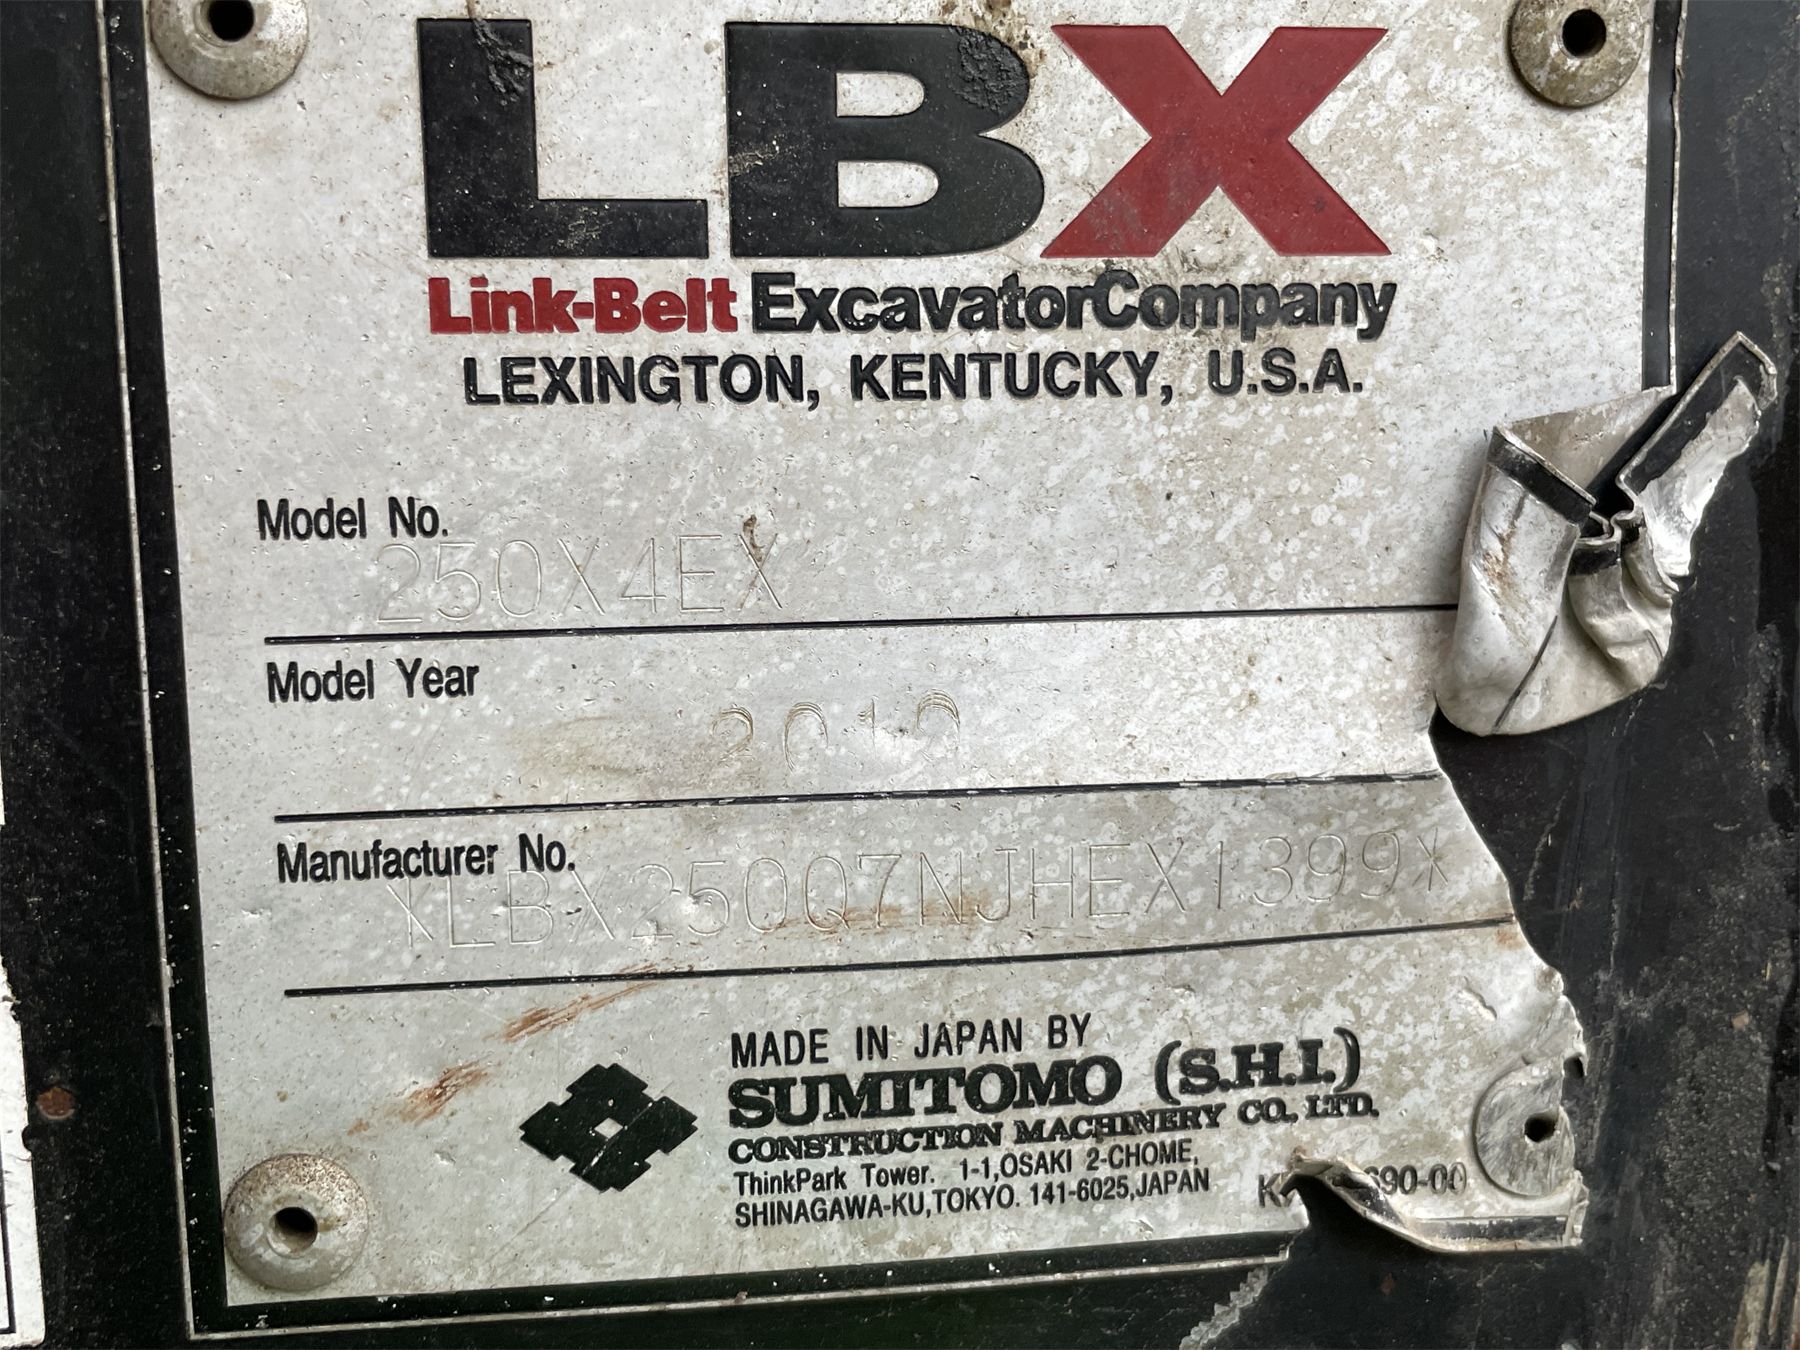 LBX
Link-Belt ExcavatorCompany
LEXINGTON, KENTUCKY, U.S.A.
Model No.
250X4EX
Model Year
Manufacturer No.
LBX250Q7NJHEX1399
MADE IN JAPAN BY
SUMITOMO (S.H.I.)
CONSTRUCTION MACHINERY CO., LTD.
ThinkPark Tower. 1-1,OSAKI 2-CHOME,
SHINAGAWA-KU,TOKYO. 141-6025,JAPAN